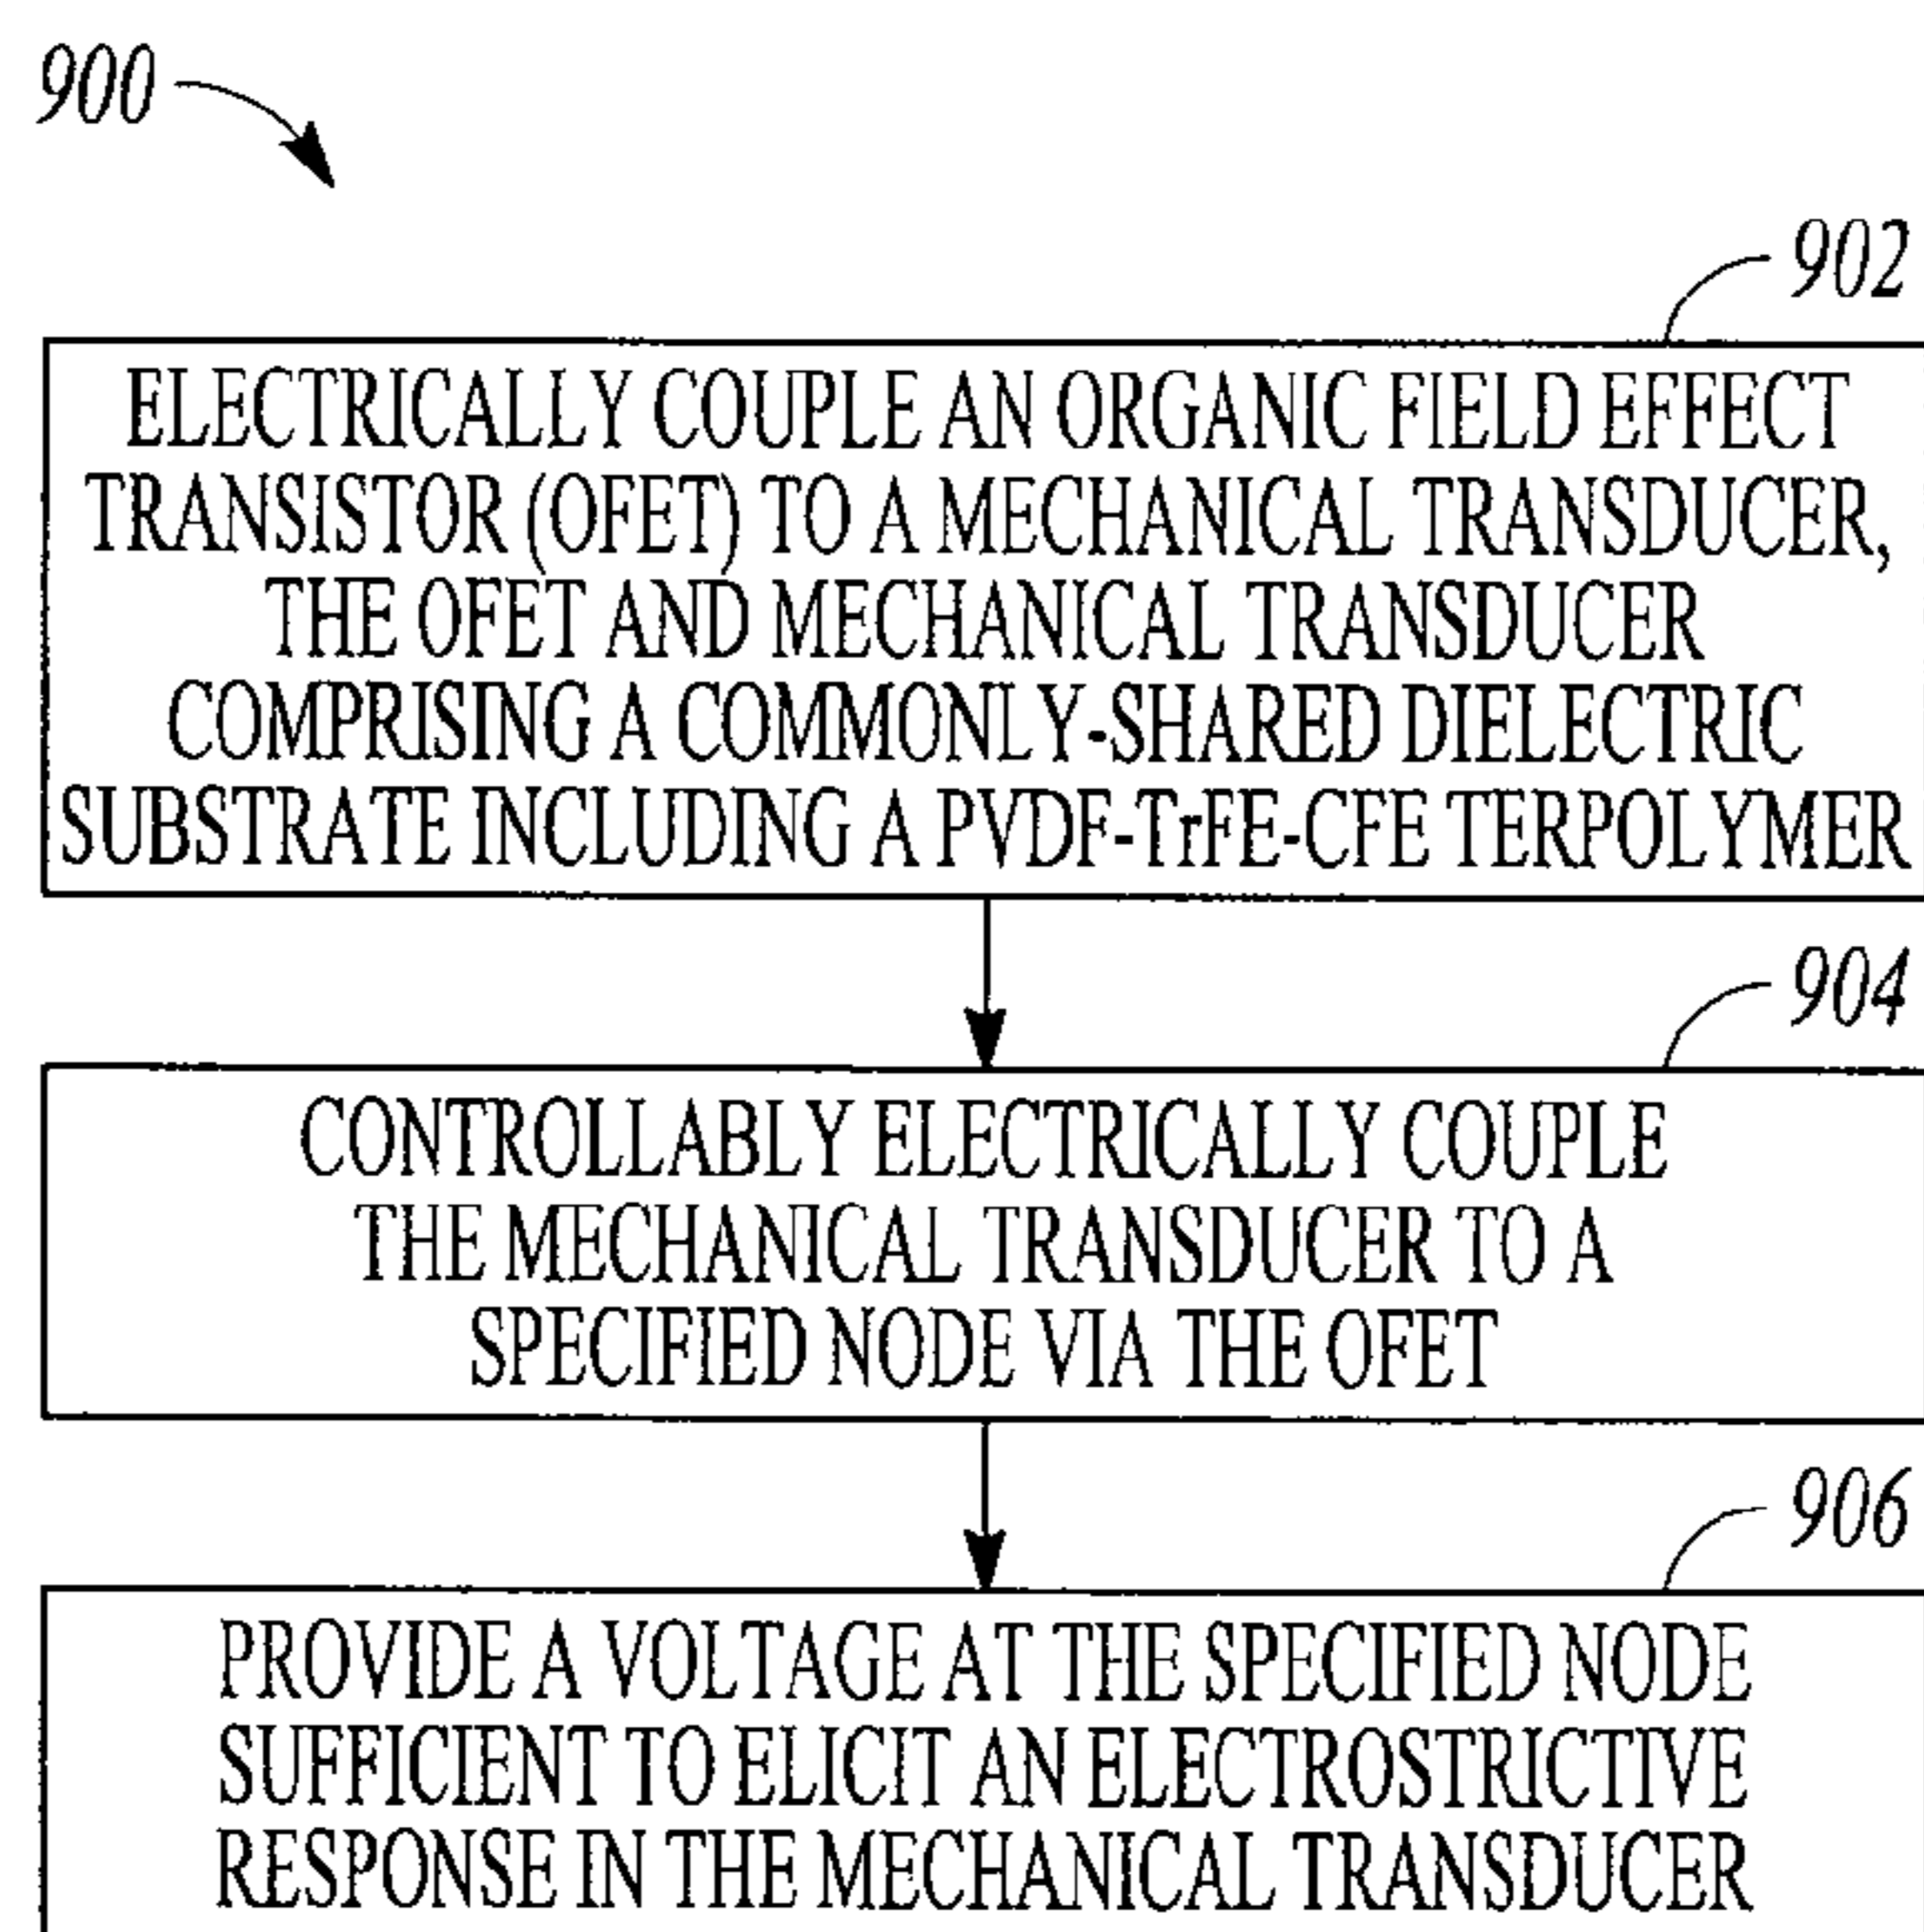 900
902
ELECTRICALLY COUPLE AN ORGANIC FIELD EFFECT
TRANSISTOR (OFET) TO A MECHANICAL TRANSDUCER,
THE OFET AND MECHANICAL TRANSDUCER
COMPRISING A COMMONLY-SHARED DIELECTRIC
SUBSTRATE INCLUDING A PVDF-TrFE-CFE TERPOLYMER
904
CONTROLLABLY ELECTRICALLY COUPLE
THE MECHANICAL TRANSDUCER TO A
SPECIFIED NODE VIA THE OFET
906
PROVIDE A VOLTAGE AT THE SPECIFIED NODE
SUFFICIENT TO ELICIT AN ELECTROSTRICTIVE
RESPONSE IN THE MECHANICAL TRANSDUCER